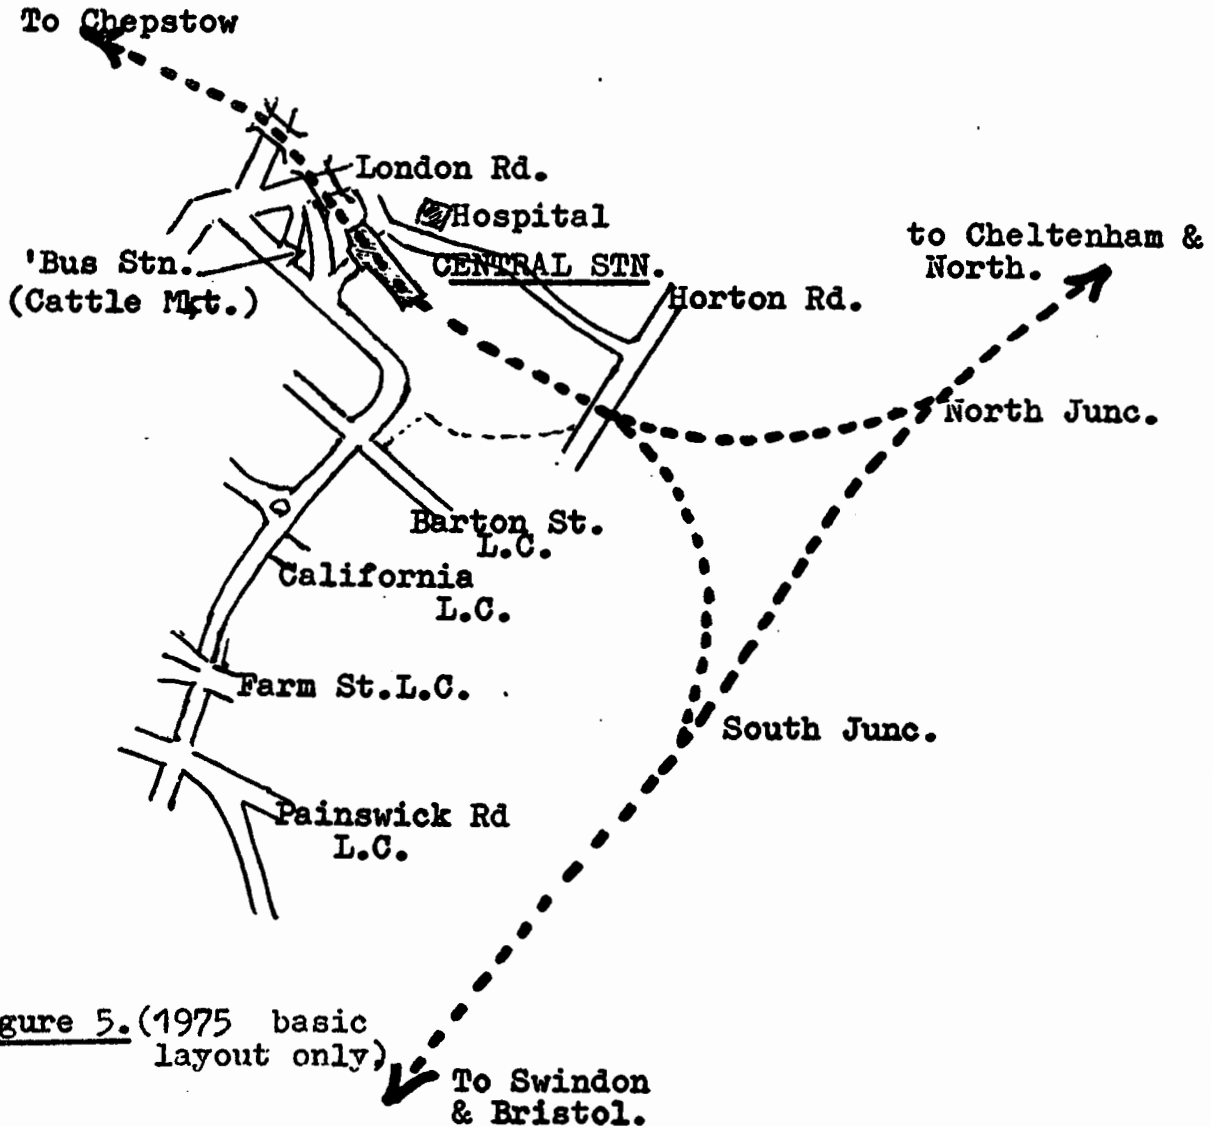 To Chepstow
London Rd.
Hospital
to Cheltenham &
North.
'Bus Stn.
(Cattle Mkt.)
CENTRAL STN.
Horton Rd.
North Junc.
Barton St.
L.C.
California
L.C.
Farm St.L.C.
South Junc.
Painswick Rd
L.C.
gure 5.(1975 basic
layout only)
To Swindon
& Bristol.